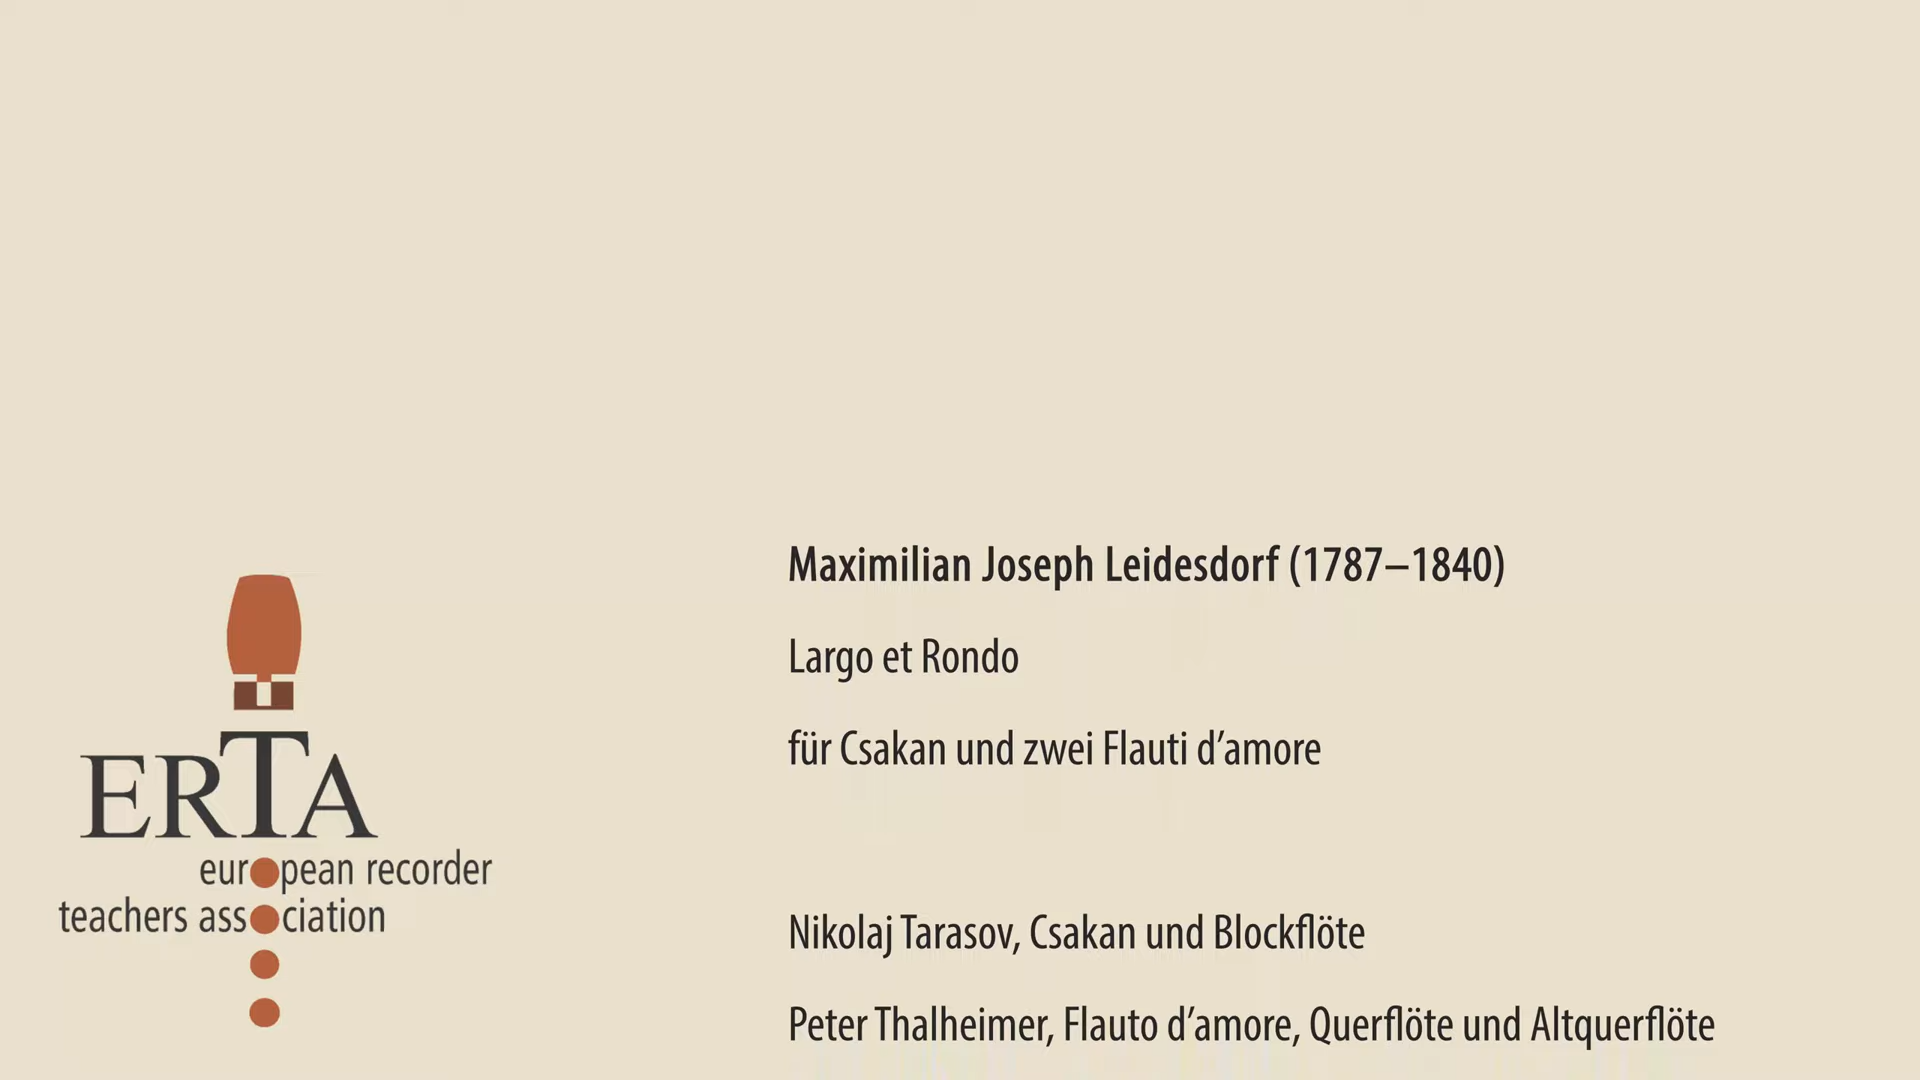 ERTA
european recorder
teachers association
Maximilian Joseph Leidesdorf (1787–1840)
Largo et Rondo
für Csakan und zwei Flauti d’amore
Nikolaj Tarasov, Csakan und Blockflöte
Peter Thalheimer, Flauto d’amore, Querflöte und Altquerflöte